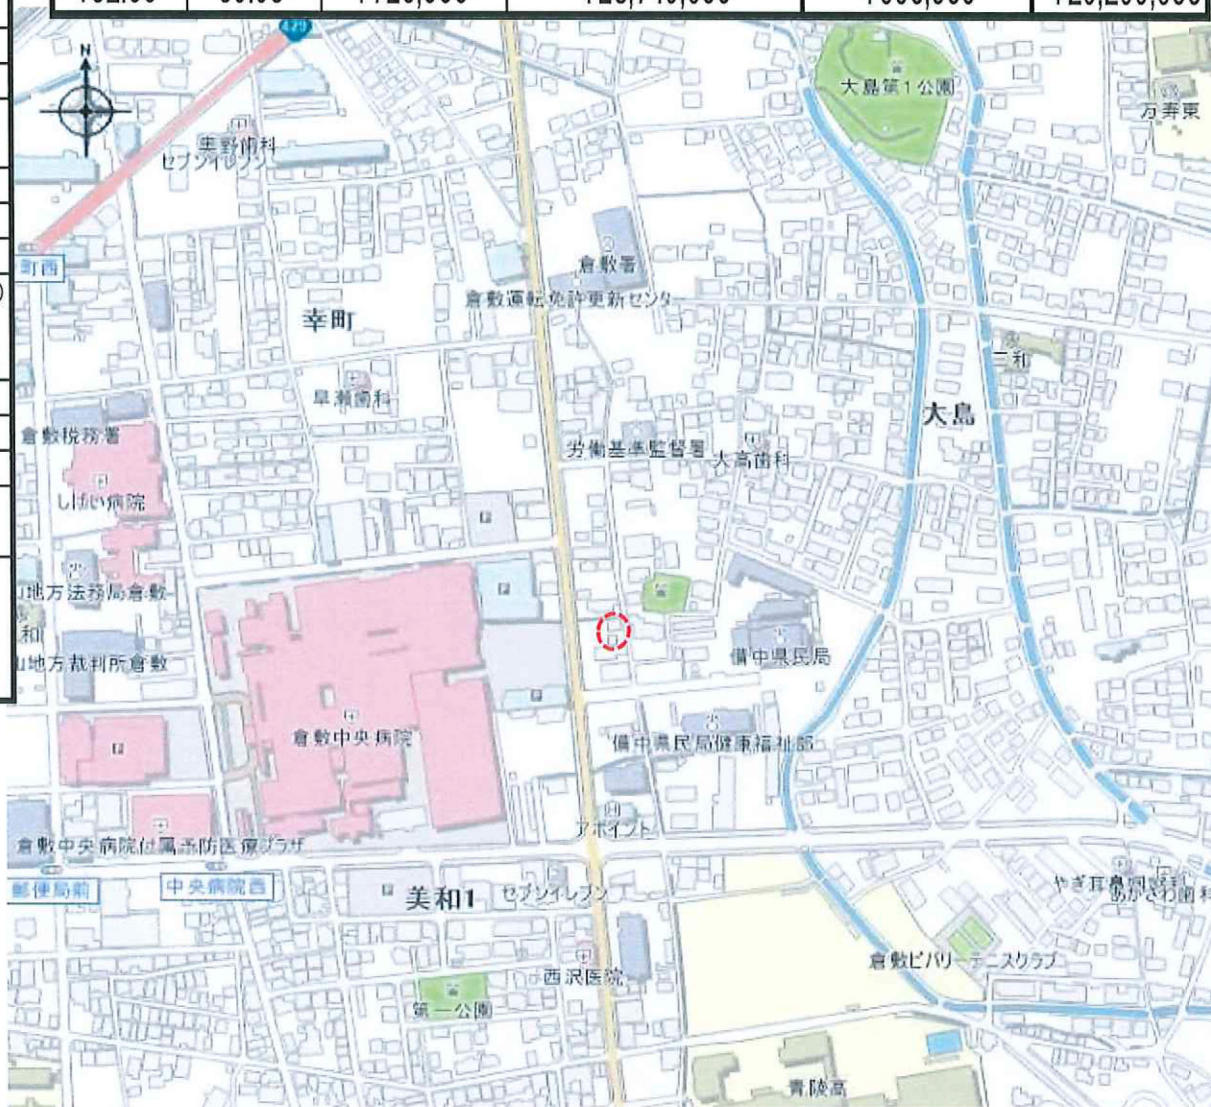 429
N
大島第1公園
万寿東
奥野歯科
セブンイレブン
町西
倉敷署
倉敷運転免許更新センター
幸町
三和
早瀬歯科
大島
倉敷税務署
労働基準監督署
大高歯科
しげい病院
P
P
地方法務局倉敷
和
地方裁判所倉敷
備中県民局
P
倉敷中央病院
P
備中県民局健康福祉部
アポイント
倉敷中央病院付属予防医療プラザ
郵便局前
中央病院西
P
美和1
セブンイレブン
西沢医院
倉敷ビバリーテニスクラブ
第一公園
青陵高